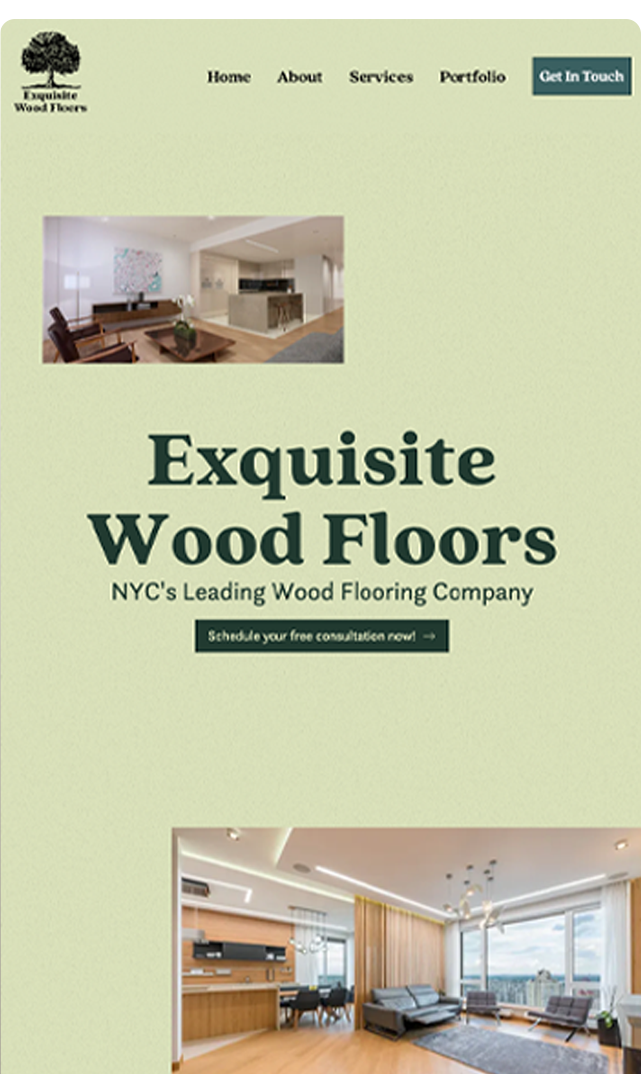 Exquisite
Wood Floors
Home About Services Portfolio Get In Touch
Exquisite
Wood Floors
NYC's Leading Wood Flooring Company
Schedule your free consultation now! →